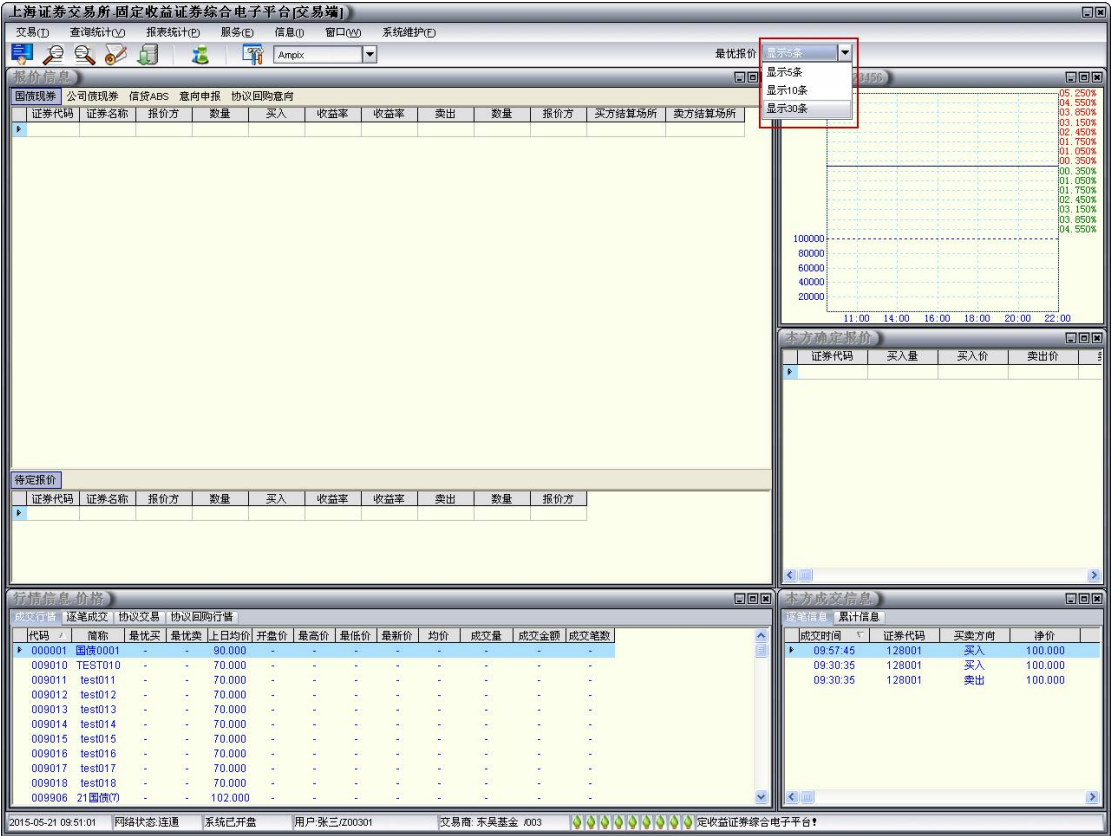 上海证券交易所-固定收益证券综合电子平台[交易端]
交易(T) 查询统计(V) 报表统计(P) 服务(E) 信息(I) 窗口(W) 系统维护(F)
Ampix 最优报价 显示5条
显示5条
显示10条
显示30条
报价信息
国债现券 公司债现券 信贷ABS 意向申报 协议回购意向
证券代码 证券名称 报价方 数量 买入 收益率 收益率 卖出 数量 报价方 买方结算场所 卖方结算场所
05.250%
04.550%
03.850%
03.150%
02.450%
01.750%
01.050%
00.350%
00.350%
01.050%
01.750%
02.450%
03.150%
03.850%
04.550%
100000
80000
60000
40000
20000
11:00 14:00 16:00 18:00 20:00 22:00
本方确定报价
证券代码 买入量 买入价 卖出价
待定报价
证券代码 证券名称 报价方 数量 买入 收益率 收益率 卖出 数量 报价方
行情信息 价格
成交行情 逐笔成交 协议交易 协议回购行情
代码 简称 最优买 最优卖 上日均价 开盘价 最高价 最低价 最新价 均价 成交量 成交金额 成交笔数
000001 国债0001 - - 90.000 - - - - - - - -
009010 TEST010 - - 70.000 - - - - - - - -
009011 test011 - - 70.000 - - - - - - - -
009012 test012 - - 70.000 - - - - - - - -
009013 test013 - - 70.000 - - - - - - - -
009014 test014 - - 70.000 - - - - - - - -
009015 test015 - - 70.000 - - - - - - - -
009016 test016 - - 70.000 - - - - - - - -
009017 test017 - - 70.000 - - - - - - - -
009018 test018 - - 70.000 - - - - - - - -
009906 21国债(7) - - 102.000 - - - - - - - -
本方成交信息
逐笔信息 累计信息
成交时间 证券代码 买卖方向 净价
09:57:45 128001 买入 100.000
09:30:35 128001 买入 100.000
09:30:35 128001 卖出 100.000
2015-05-21 09:51:01 网络状态:连通 系统已开盘 用户:张三/Z00301 交易商: 东吴基金 /003 定收益证券综合电子平台!